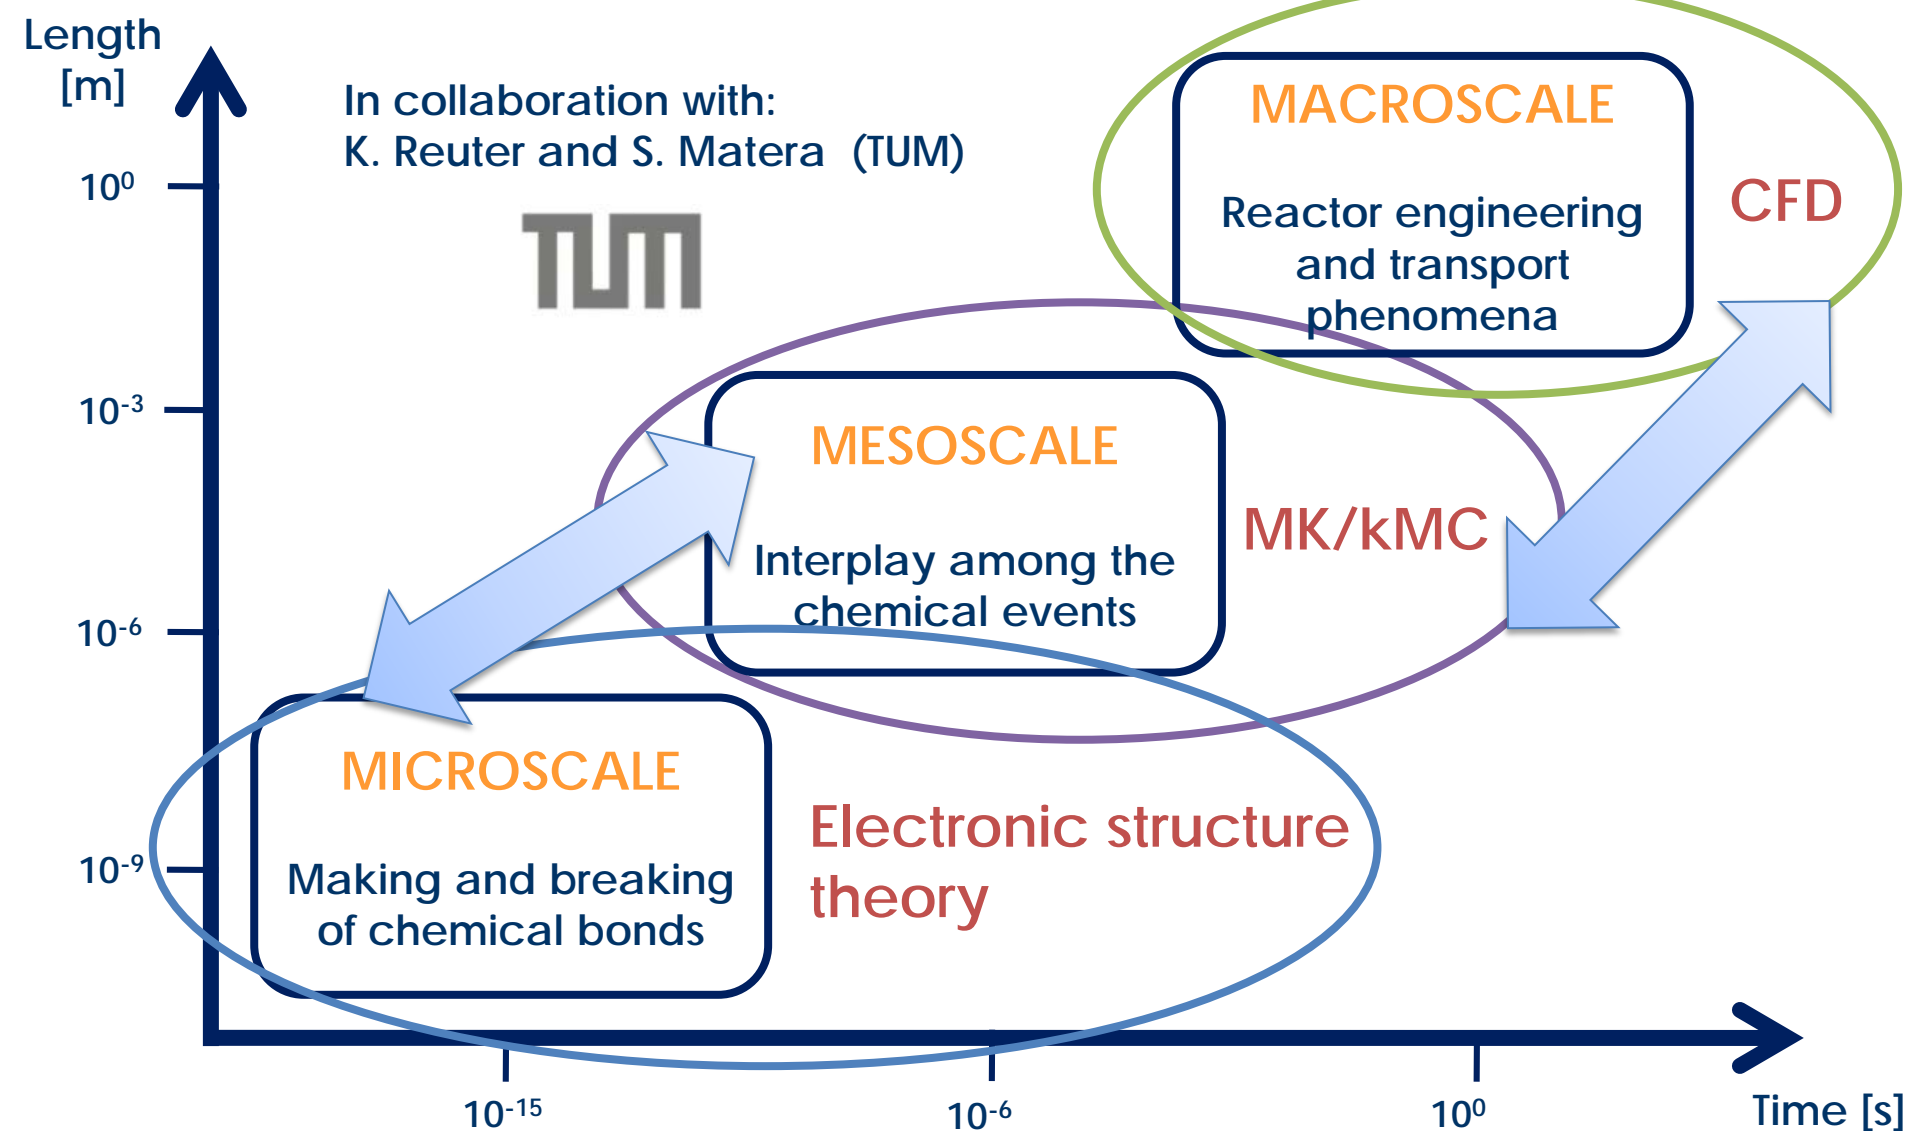 Length
[m]
In collaboration with:
K. Reuter and S. Matera (TUM)
TUM
MACROSCALE
Reactor engineering
and transport
phenomena
CFD
10⁰
10⁻³
10⁻⁶
10⁻⁹
MESOSCALE
Interplay among the
chemical events
MK/kMC
MICROSCALE
Making and breaking
of chemical bonds
Electronic structure
theory
10⁻¹⁵
10⁻⁶
10⁰
Time [s]